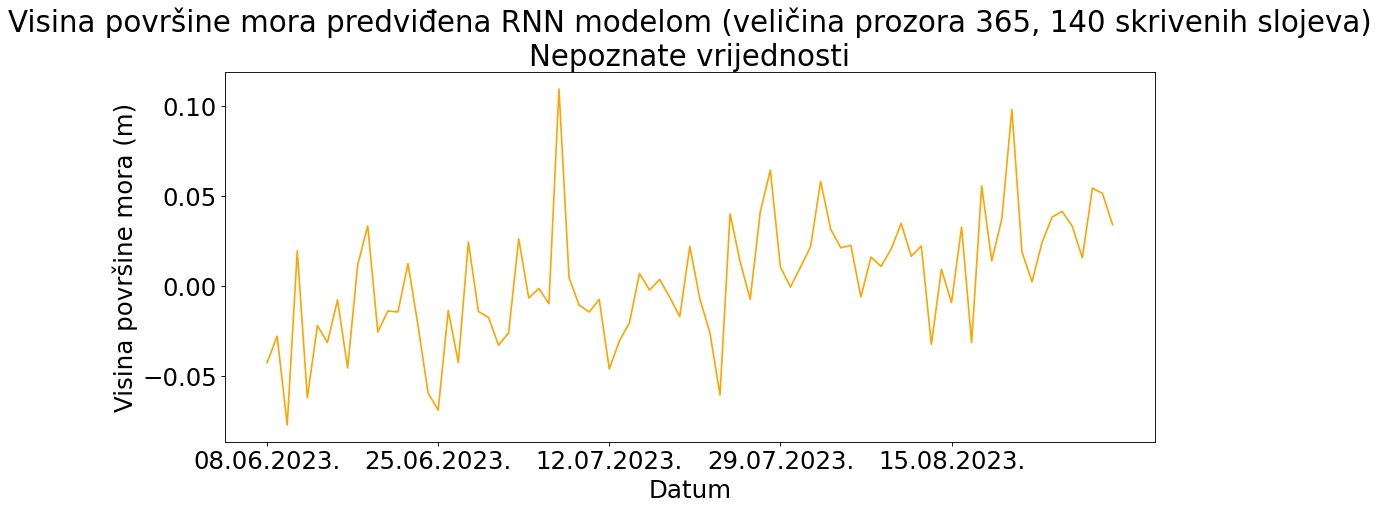 Visina površine mora predviđena RNN modelom (veličina prozora 365, 140 skrivenih slojeva)
Nepoznate vrijednosti
Visina površine mora (m)
0.10
0.05
0.00
−0.05
08.06.2023. 25.06.2023. 12.07.2023. 29.07.2023. 15.08.2023.
Datum